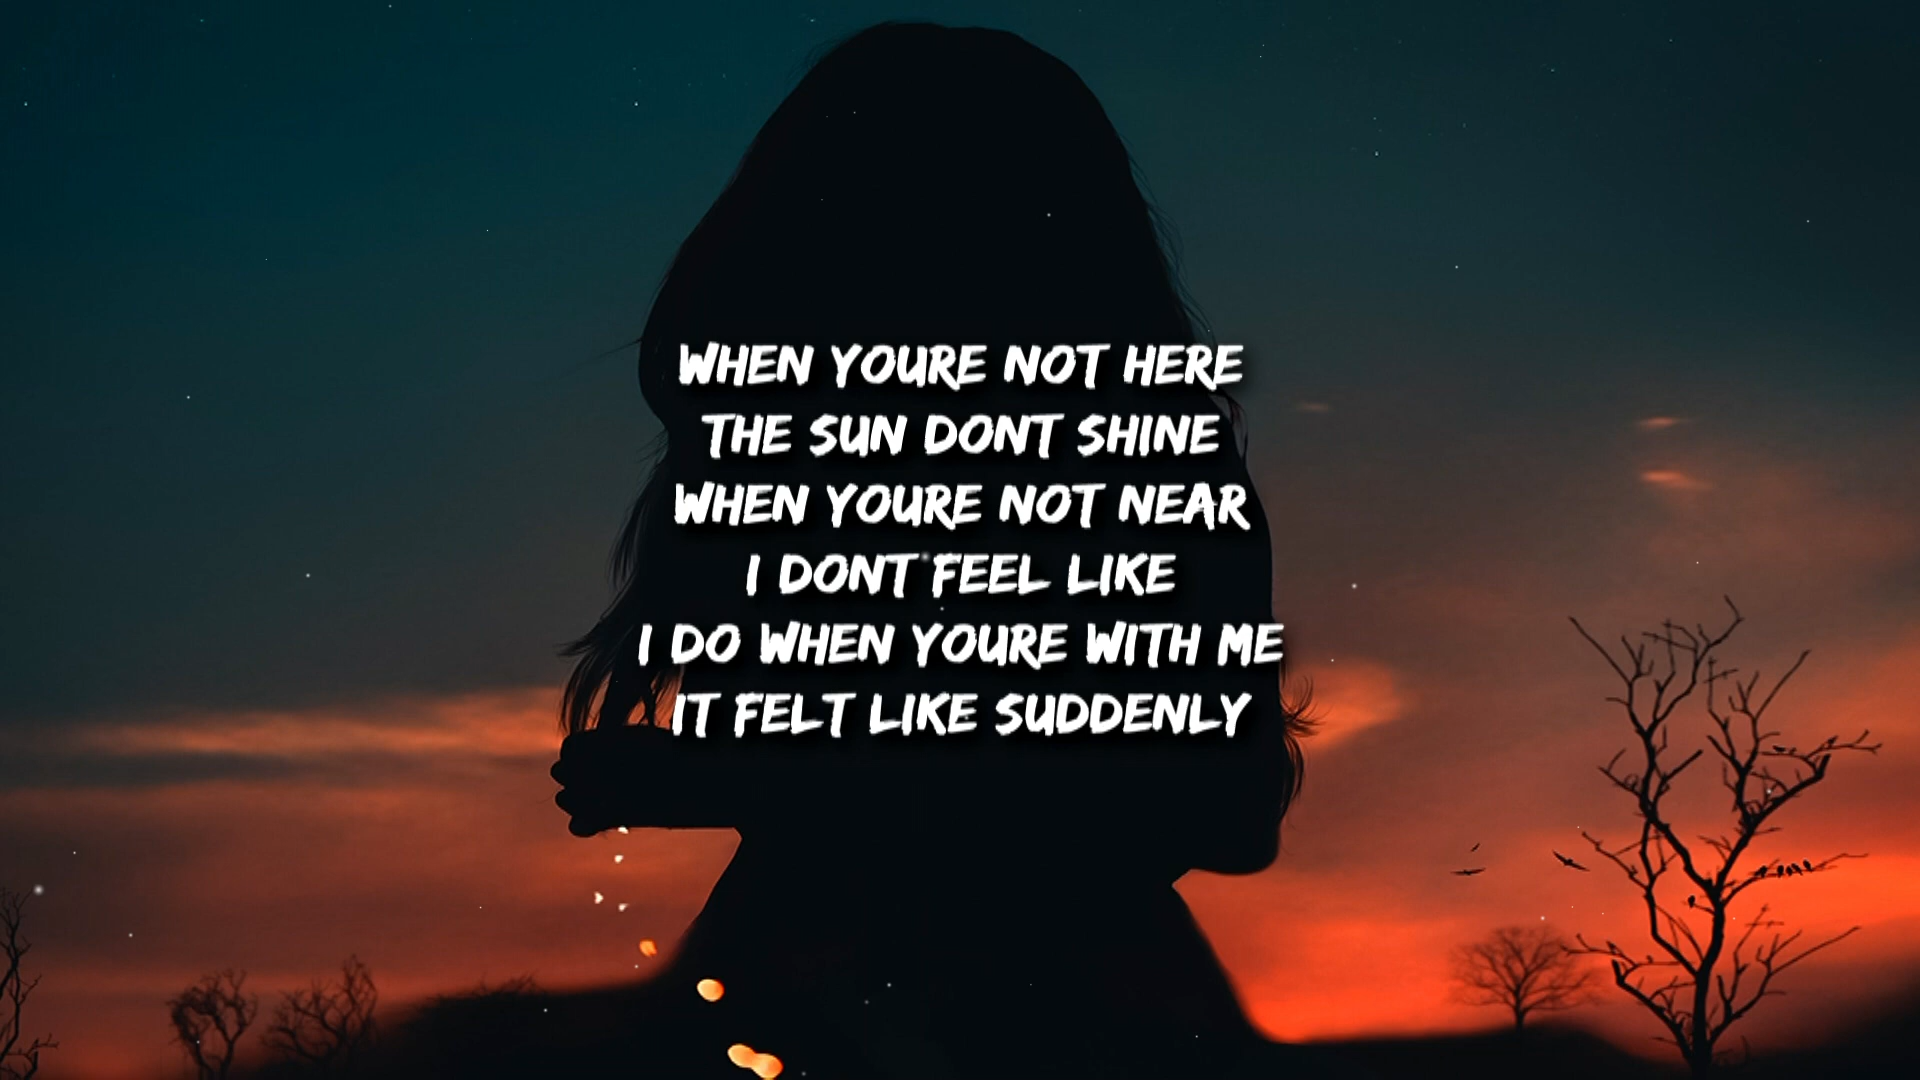 WHEN YOURE NOT HERE
THE SUN DONT SHINE
WHEN YOURE NOT NEAR
I DONT FEEL LIKE
I DO WHEN YOURE WITH ME
IT FELT LIKE SUDDENLY